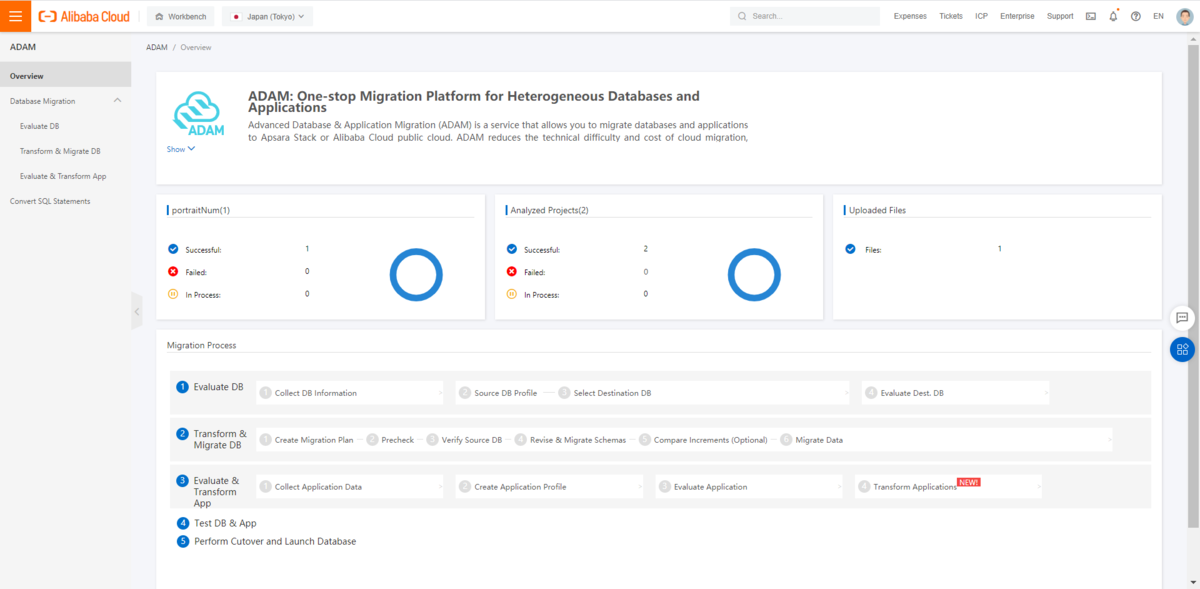 Alibaba Cloud
Workbench
Japan (Tokyo)
Search...
Expenses
Tickets
ICP
Enterprise
Support
EN
ADAM
Overview
Database Migration
Evaluate DB
Transform & Migrate DB
Evaluate & Transform App
Convert SQL Statements
ADAM / Overview
ADAM
Show
ADAM: One-stop Migration Platform for Heterogeneous Databases and
Applications
Advanced Database & Application Migration (ADAM) is a service that allows you to migrate databases and applications
to Apsara Stack or Alibaba Cloud public cloud. ADAM reduces the technical difficulty and cost of cloud migration,
portraitNum(1)
Successful: 1
Failed: 0
In Process: 0
Analyzed Projects(2)
Successful: 2
Failed: 0
In Process: 0
Uploaded Files
Files: 1
Migration Process
1 Evaluate DB
1 Collect DB Information
2 Source DB Profile
3 Select Destination DB
4 Evaluate Dest. DB
2 Transform &
Migrate DB
1 Create Migration Plan
2 Precheck
3 Verify Source DB
4 Revise & Migrate Schemas
5 Compare Increments (Optional)
6 Migrate Data
3 Evaluate &
Transform
App
1 Collect Application Data
2 Create Application Profile
3 Evaluate Application
4 Transform Applications
NEW!
4 Test DB & App
5 Perform Cutover and Launch Database